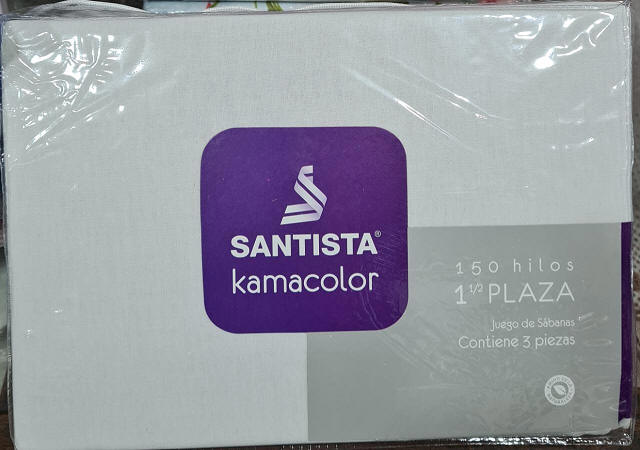 SANTISTA®
kamacolor
150 hilos
1 1/2 PLAZA
Juego de Sábanas
Contiene 3 piezas